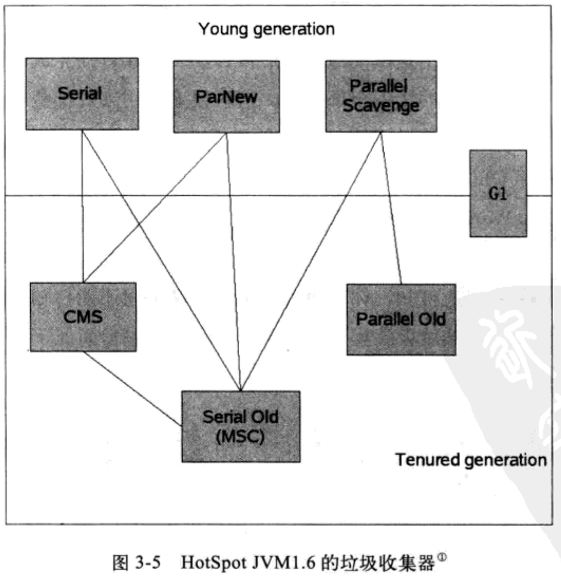 Young generation
Serial
ParNew
Parallel
Scavenge
G1
CMS
Parallel Old
Serial Old
(MSC)
Tenured generation
图 3-5 HotSpot JVM1.6 的垃圾收集器①